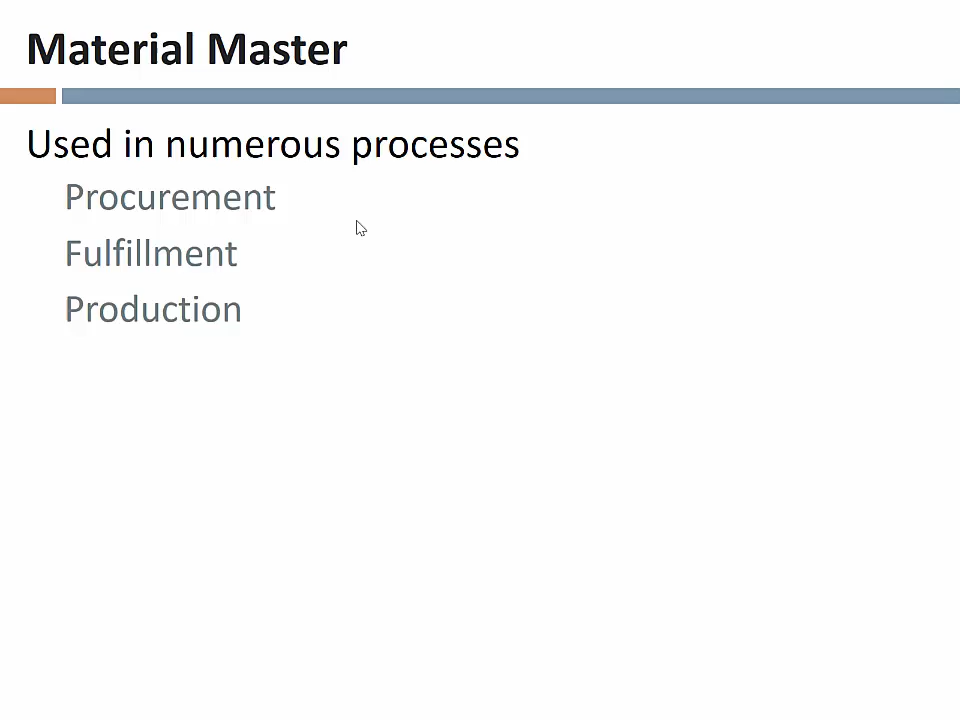 Material Master
Used in numerous processes
Procurement
Fulfillment
Production